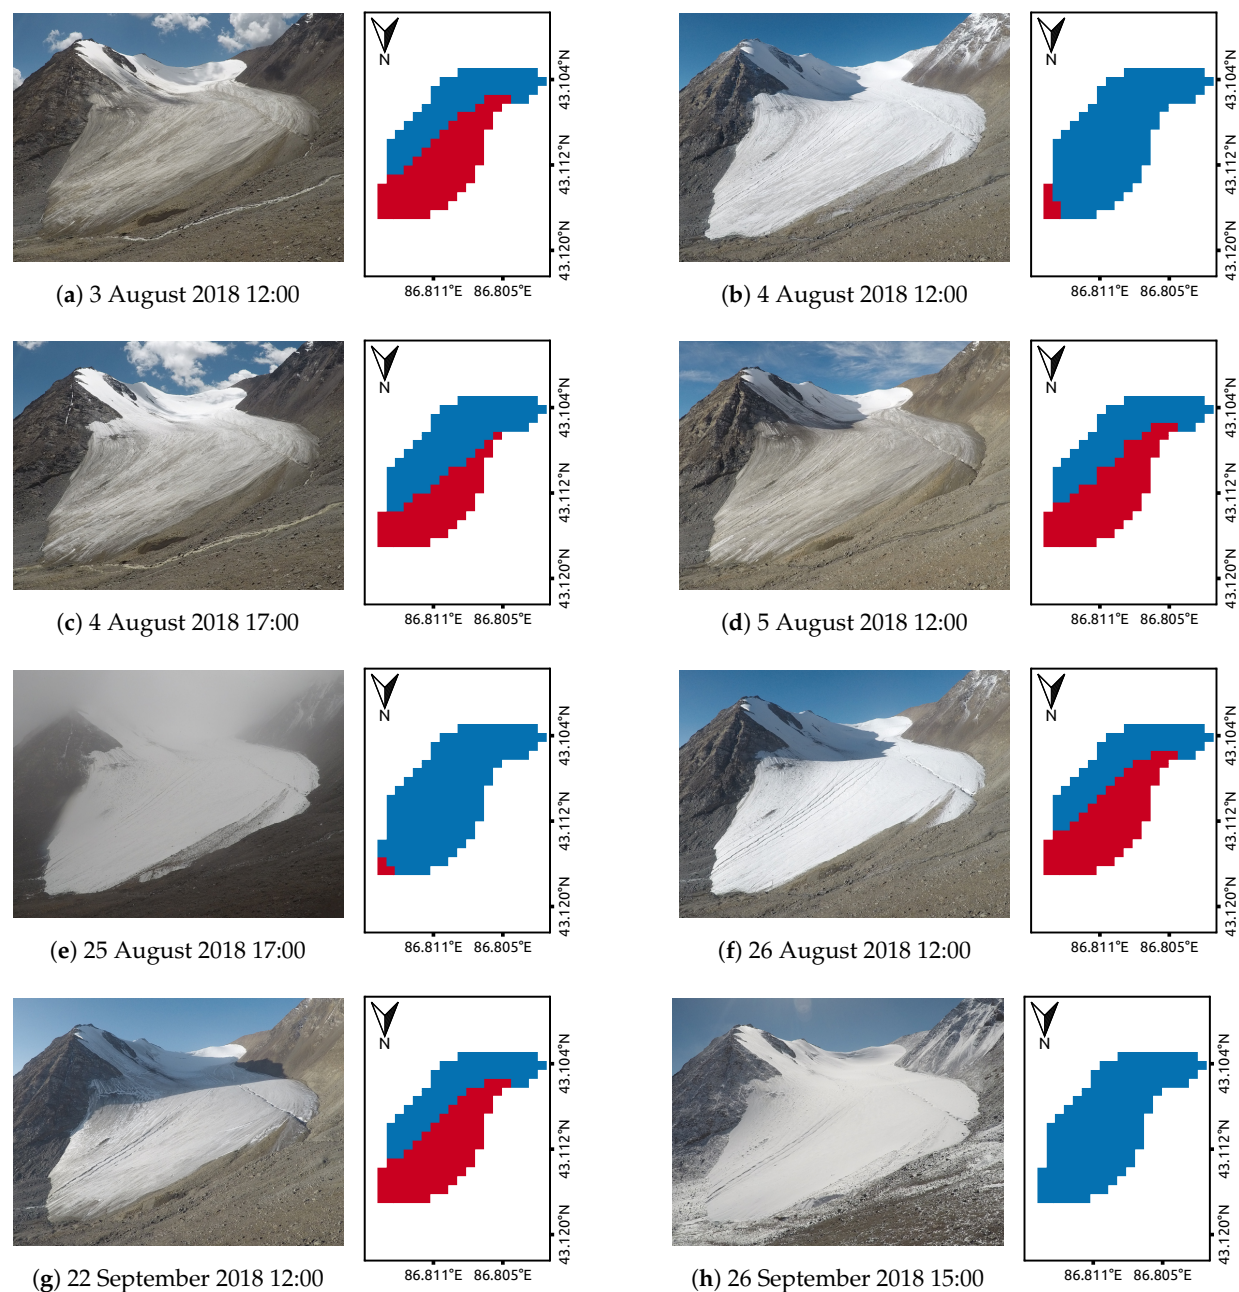 N
43.104°N
43.112°N
43.120°N
86.811°E 86.805°E
(a) 3 August 2018 12:00
N
43.104°N
43.112°N
43.120°N
86.811°E 86.805°E
(b) 4 August 2018 12:00
N
43.104°N
43.112°N
43.120°N
86.811°E 86.805°E
(c) 4 August 2018 17:00
N
43.104°N
43.112°N
43.120°N
86.811°E 86.805°E
(d) 5 August 2018 12:00
N
43.104°N
43.112°N
43.120°N
86.811°E 86.805°E
(e) 25 August 2018 17:00
N
43.104°N
43.112°N
43.120°N
86.811°E 86.805°E
(f) 26 August 2018 12:00
N
43.104°N
43.112°N
43.120°N
86.811°E 86.805°E
(g) 22 September 2018 12:00
N
43.104°N
43.112°N
43.120°N
86.811°E 86.805°E
(h) 26 September 2018 15:00